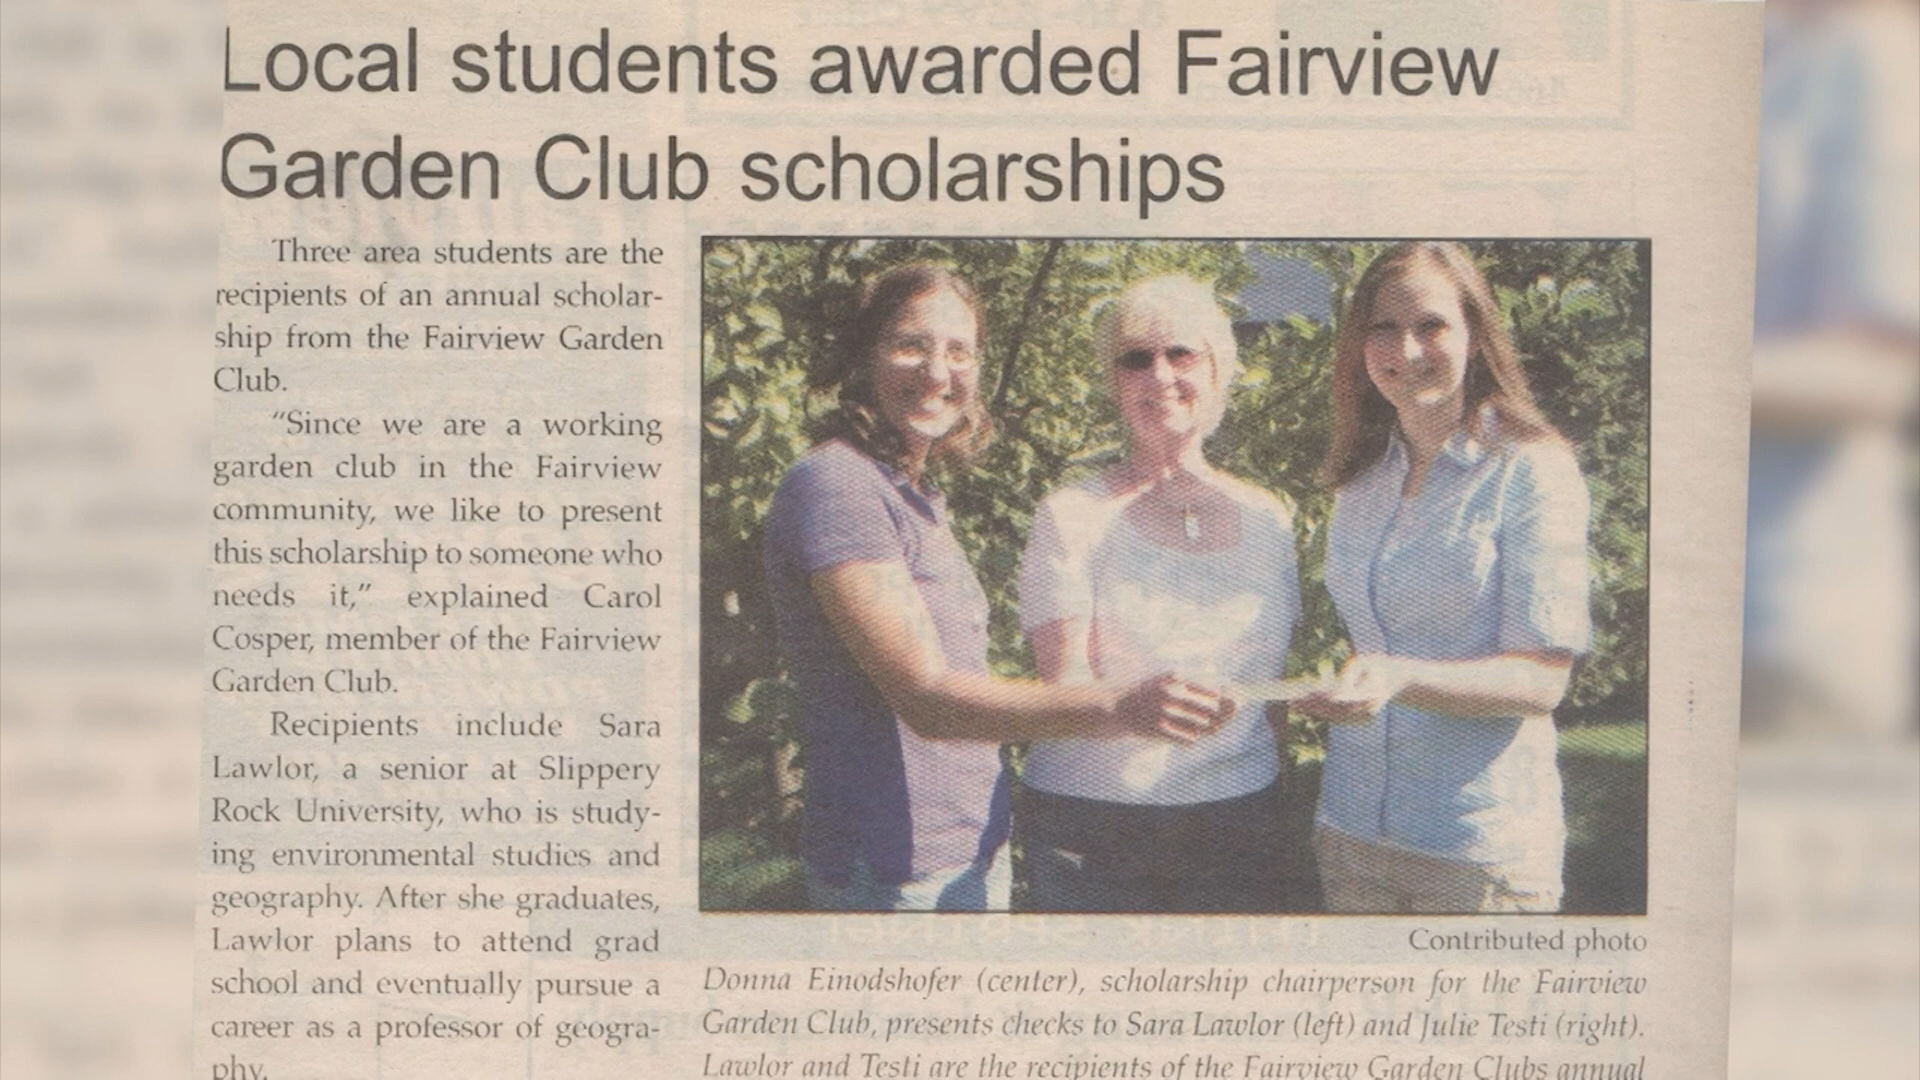 Local students awarded Fairview
Garden Club scholarships
Three area students are the
recipients of an annual scholar-
ship from the Fairview Garden
Club.
"Since we are a working
garden club in the Fairview
community, we like to present
this scholarship to someone who
needs it," explained Carol
Cosper, member of the Fairview
Garden Club.
Recipients include Sara
Lawlor, a senior at Slippery
Rock University, who is study-
ing environmental studies and
geography. After she graduates,
Lawlor plans to attend grad
school and eventually pursue a
career as a professor of geogra-
phy.
Contributed photo
Donna Einodshofer (center), scholarship chairperson for the Fairview
Garden Club, presents checks to Sara Lawlor (left) and Julie Testi (right).
Lawlor and Testi are the recipients of the Fairview Garden Clubs annual